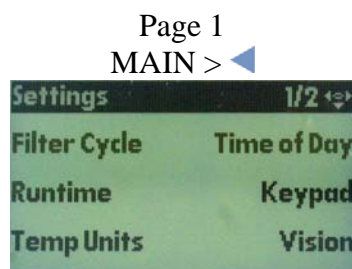 Page 1
MAIN >
Settings 1/2
Filter Cycle Time of Day
Runtime Keypad
Temp Units Vision